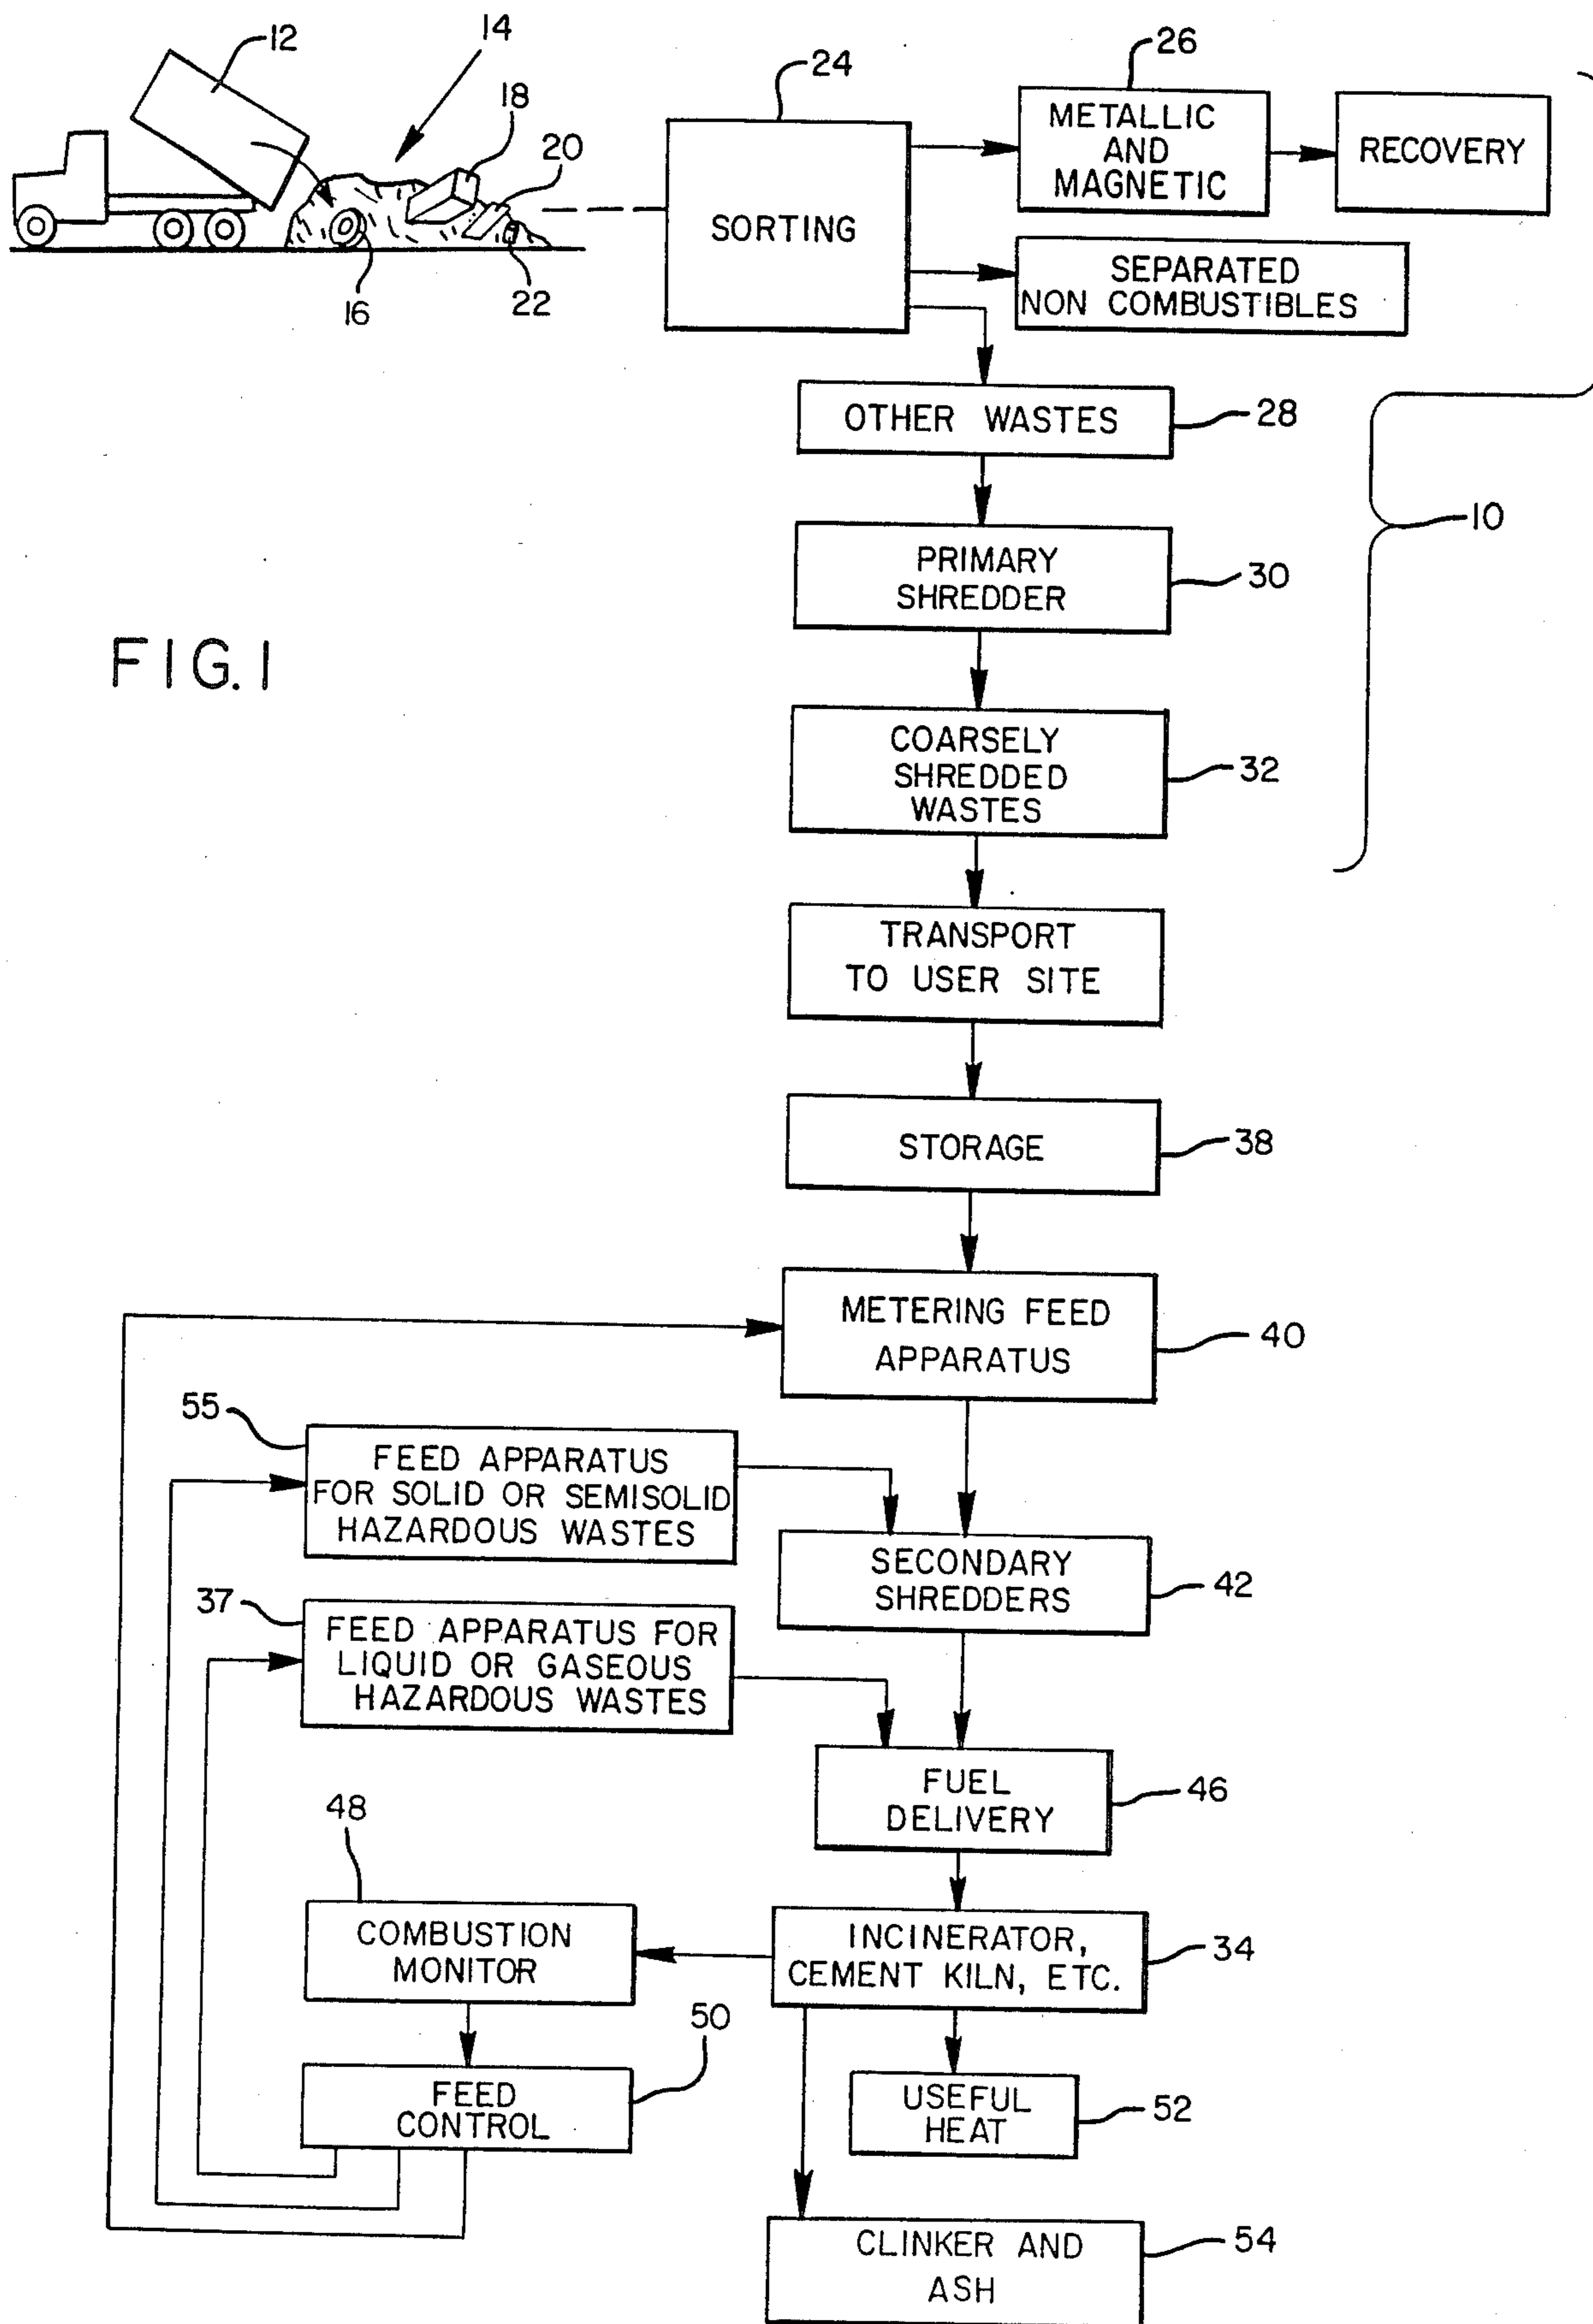 12
14
18
20
16
22
24
SORTING
26
METALLIC
AND
MAGNETIC
RECOVERY
SEPARATED
NON COMBUSTIBLES
OTHER WASTES
28
10
PRIMARY
SHREDDER
30
FIG. 1
COARSELY
SHREDDED
WASTES
32
TRANSPORT
TO USER SITE
STORAGE
38
METERING FEED
APPARATUS
40
55
FEED APPARATUS
FOR SOLID OR SEMISOLID
HAZARDOUS WASTES
SECONDARY
SHREDDERS
42
37
FEED APPARATUS FOR
LIQUID OR GASEOUS
HAZARDOUS WASTES
FUEL
DELIVERY
46
48
COMBUSTION
MONITOR
INCINERATOR,
CEMENT KILN, ETC.
34
50
FEED
CONTROL
USEFUL
HEAT
52
CLINKER AND
ASH
54